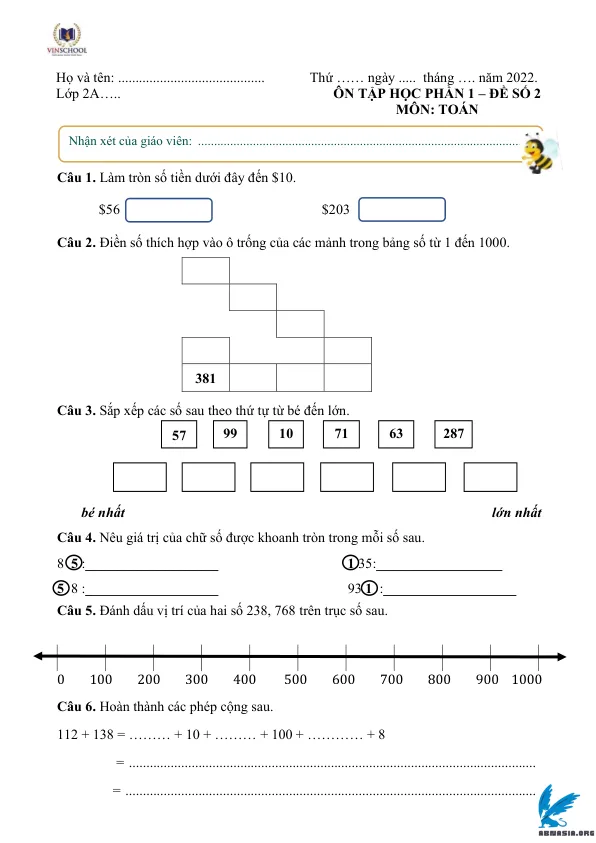 VINSCHOOL
Họ và tên: ..........................................
Thứ …… ngày ..... tháng …. năm 2022.
Lớp 2A…..
ÔN TẬP HỌC PHẦN 1 – ĐỀ SỐ 2
MÔN: TOÁN
Nhận xét của giáo viên: ....................................................................................................
Câu 1. Làm tròn số tiền dưới đây đến $10.
$56 $203
Câu 2. Điền số thích hợp vào ô trống của các mảnh trong bảng số từ 1 đến 1000.
381
Câu 3. Sắp xếp các số sau theo thứ tự từ bé đến lớn.
57 99 10 71 63 287
bé nhất lớn nhất
Câu 4. Nêu giá trị của chữ số được khoanh tròn trong mỗi số sau.
85:___________________ 135:__________________
58 :___________________ 931 :___________________
Câu 5. Đánh dấu vị trí của hai số 238, 768 trên trục số sau.
0 100 200 300 400 500 600 700 800 900 1000
Câu 6. Hoàn thành các phép cộng sau.
112 + 138 = ……… + 10 + ……… + 100 + ………… + 8
= .....................................................................................................................
= .....................................................................................................................
ABMASIA.ORG